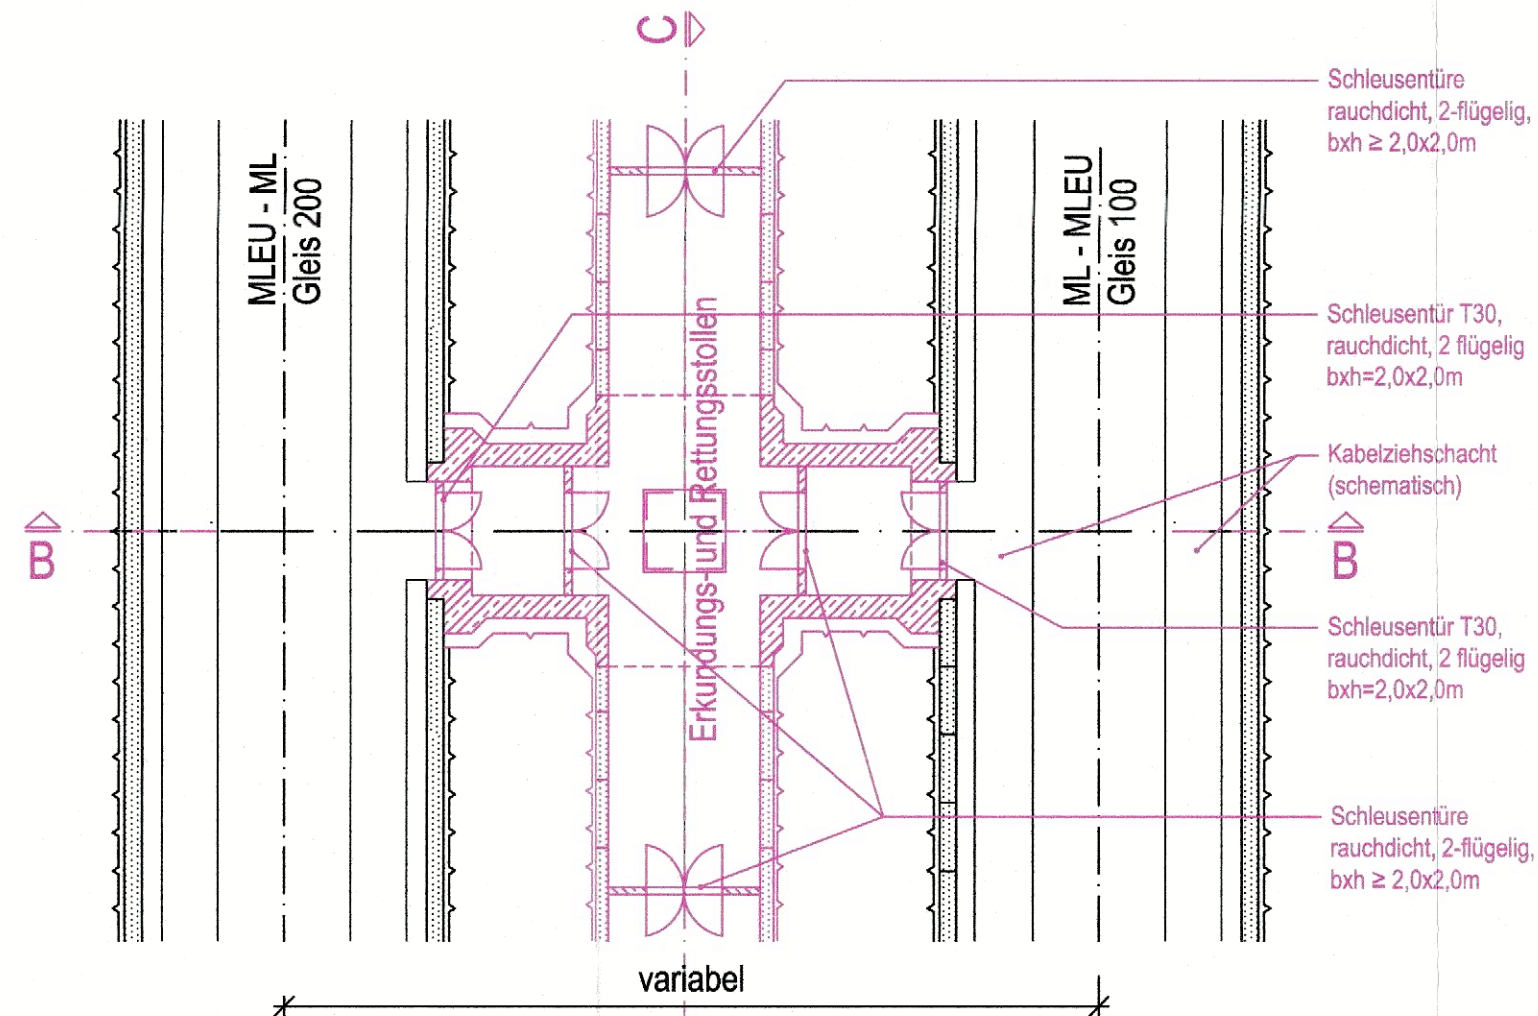 C
Schleusentüre
rauchdicht, 2-flügelig,
bxh ≥ 2,0x2,0m
MLEU - ML
Gleis 200
ML - MLEU
Gleis 100
Erkundungs- und Rettungsstollen
Schleusentür T30,
rauchdicht, 2 flügelig
bxh=2,0x2,0m
Kabelziehschacht
(schematisch)
B
B
Schleusentür T30,
rauchdicht, 2 flügelig
bxh=2,0x2,0m
Schleusentüre
rauchdicht, 2-flügelig,
bxh ≥ 2,0x2,0m
variabel